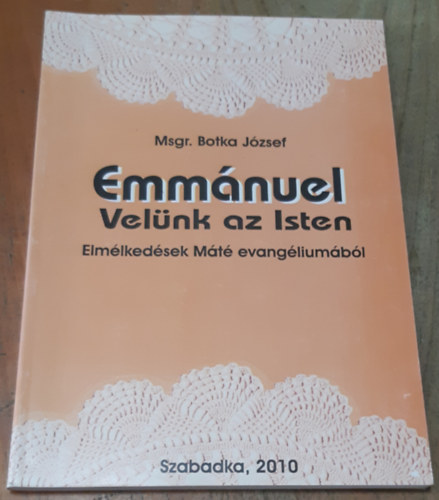 Msgr. Botka József
Emmánuel
Velünk az Isten
Elmélkedések Máté evangéliumából
Szabadka, 2010